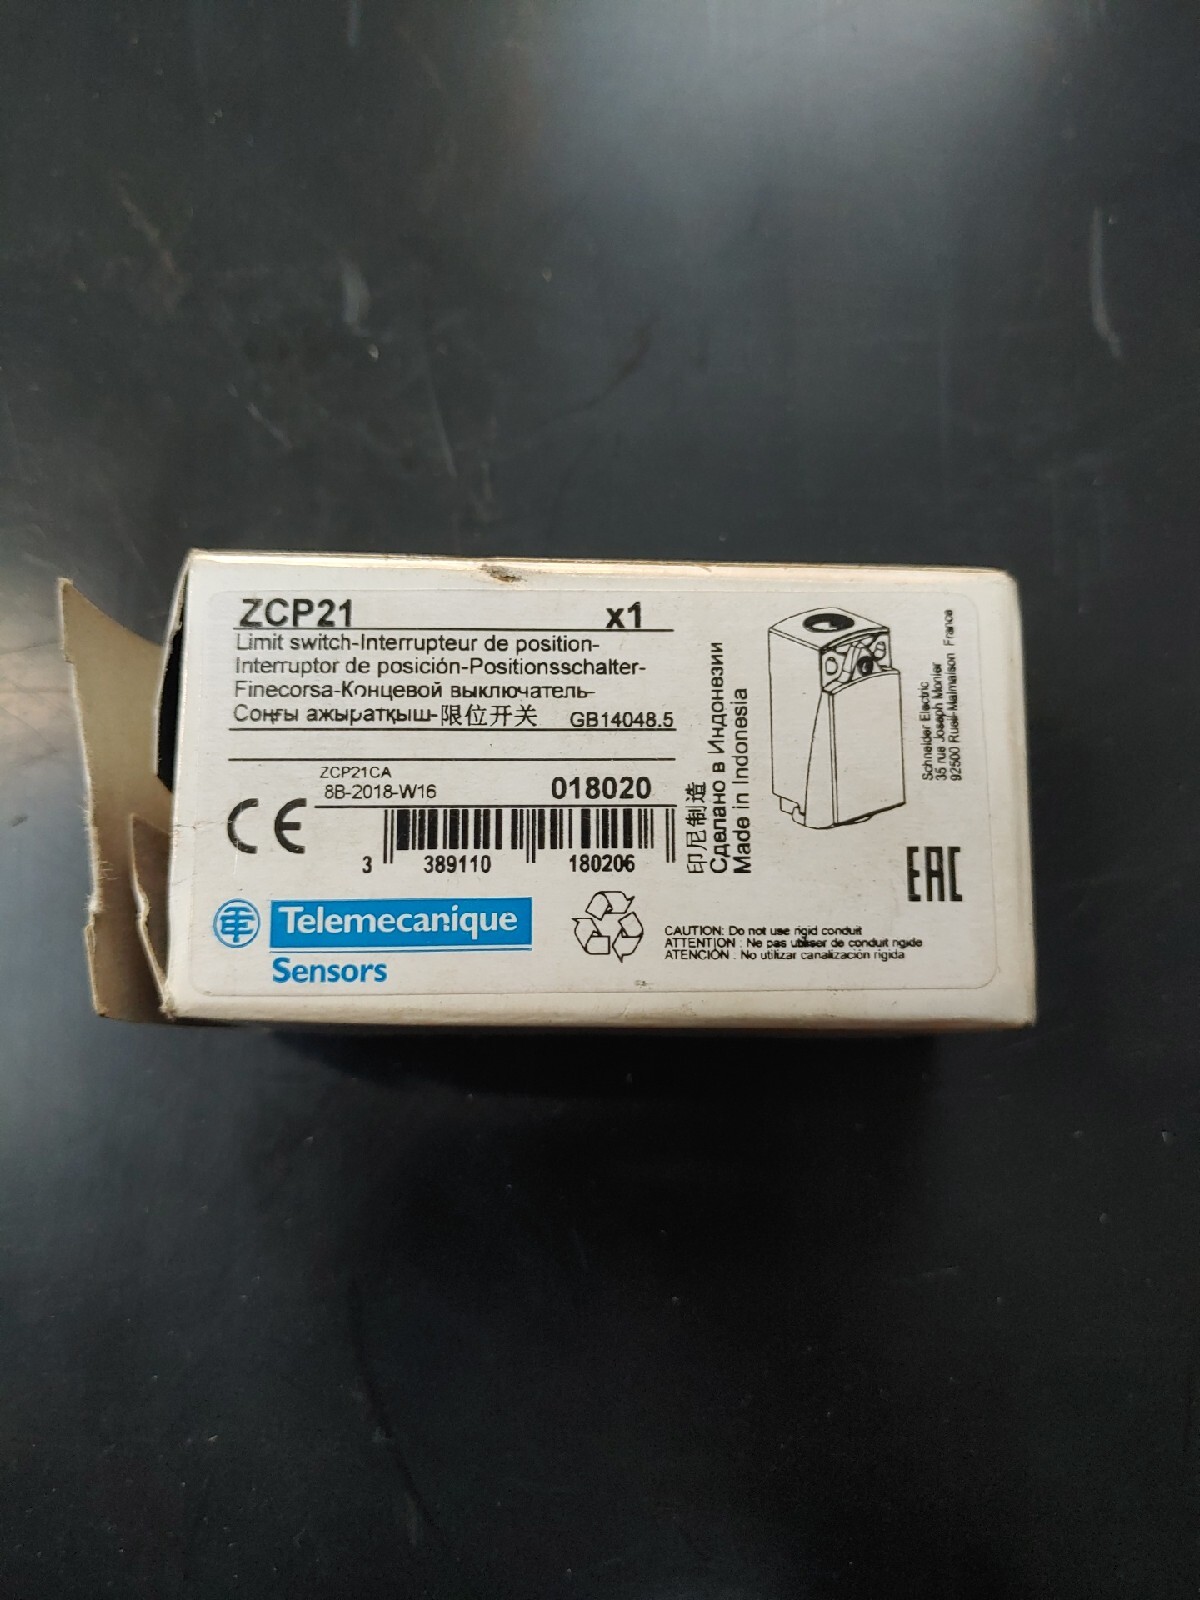 ZCP21 x1
Limit switch-Interrupteur de position-
Interruptor de posición-Positionsschalter-
Finecorsa-Концевой выключатель-
Соңғы ажыратқыш-限位开关 GB14048.5
ZCP21CA
8B-2018-W16 018020
CE
3 389110 180206
印尼制造
Сделано в Индонезии
Made in Indonesia
Schneider Electric
35 rue Joseph Monier
92500 Rueil-Malmaison France
EAC
Telemecanique
Sensors
CAUTION: Do not use rigid conduit
ATTENTION : Ne pas utiliser de conduit rigide
ATENCIÓN : No utilizar canalización rígida